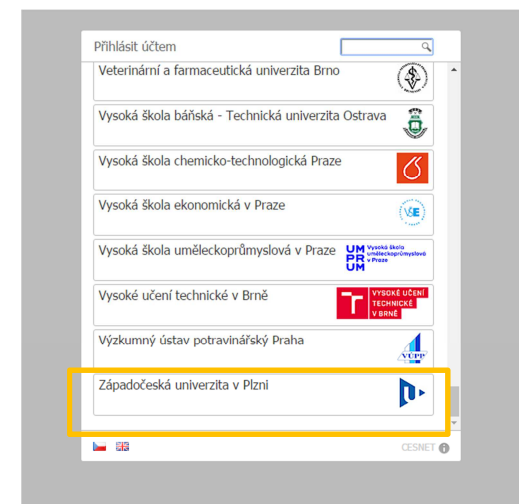 Přihlásit účtem
Veterinární a farmaceutická univerzita Brno
Vysoká škola báňská - Technická univerzita Ostrava
Vysoká škola chemicko-technologická Praze
Vysoká škola ekonomická v Praze
VŠE
Vysoká škola uměleckoprůmyslová v Praze
UM
PR
UM
Vysoká škola
uměleckoprůmyslová
v Praze
Vysoké učení technické v Brně
VYSOKÉ UČENÍ
TECHNICKÉ
V BRNĚ
Výzkumný ústav potravinářský Praha
VÚPP
Západočeská univerzita v Plzni
CESNET